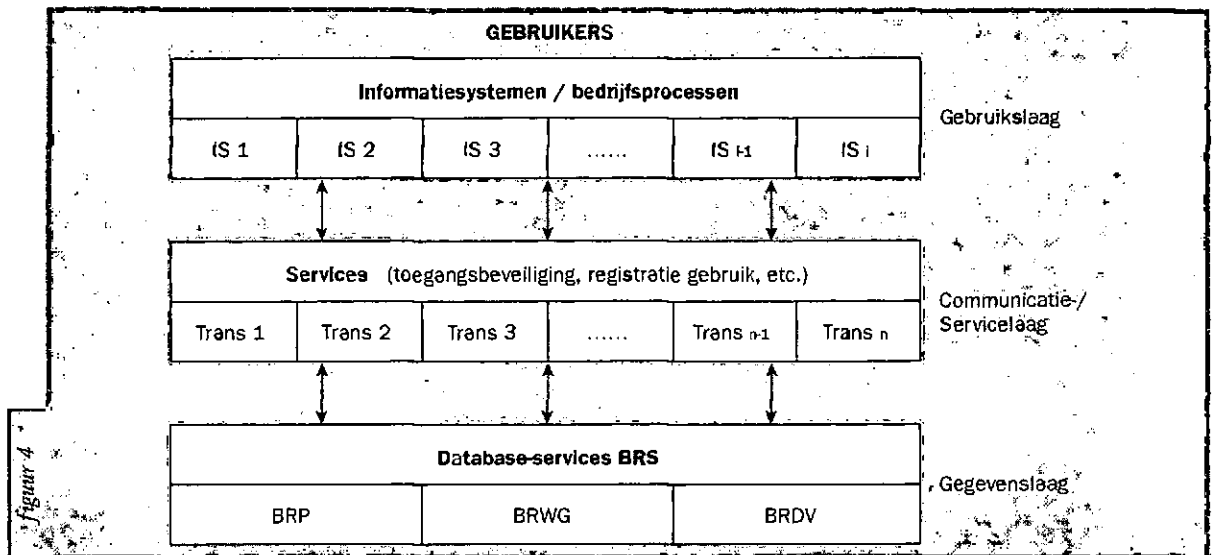 GEBRUIKERS
Informatiesystemen / bedrijfsprocessen
IS 1 IS 2 IS 3 ...... IS i-1 IS i
Gebruikslaag
Services (toegangsbeveiliging, registratie gebruik, etc.)
Trans 1 Trans 2 Trans 3 ...... Trans n-1 Trans n
Communicatie-/
Servicelaag
Database-services BRS
BRP BRWG BRDV
Gegevenslaag
figuur 4